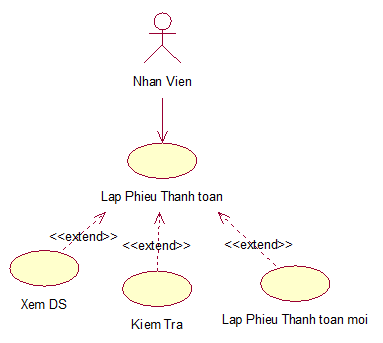 Nhan Vien
Lap Phieu Thanh toan
<<extend>>
<<extend>>
<<extend>>
Xem DS
Kiem Tra
Lap Phieu Thanh toan moi